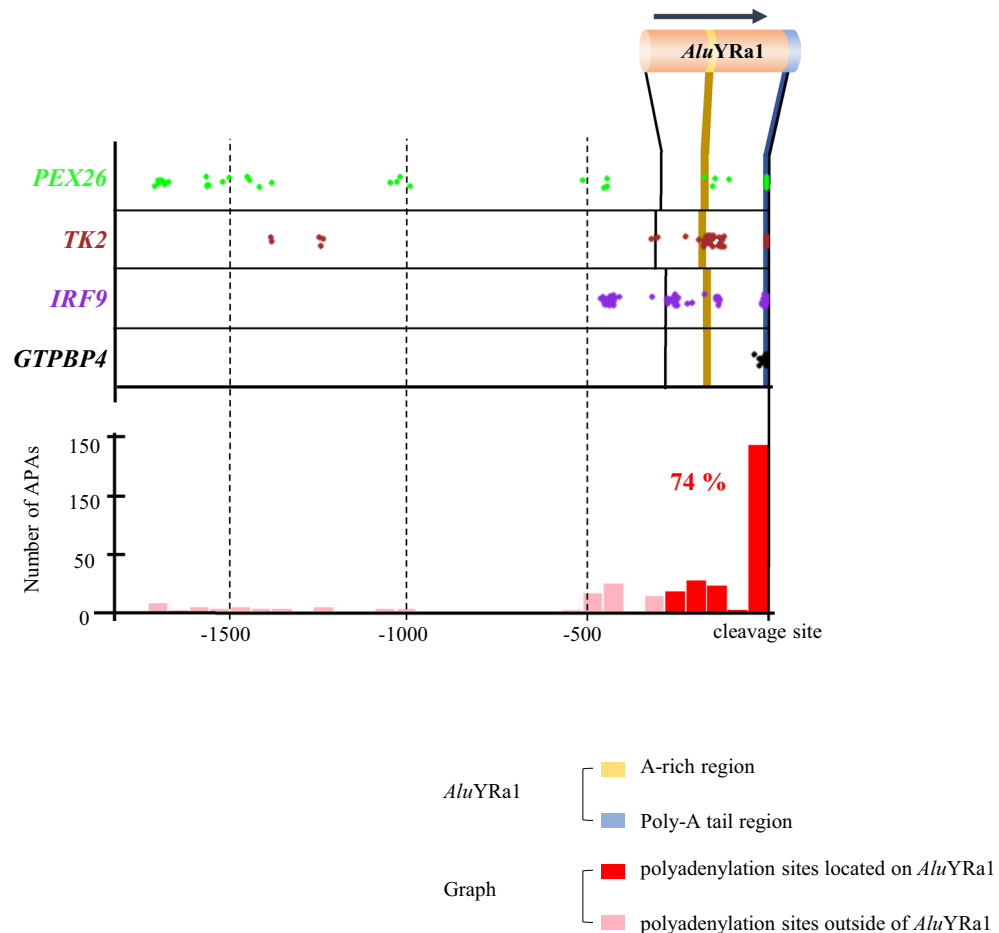 AluYRa1
PEX26
TK2
IRF9
GTPBP4
Number of APAs
150
150
50
0
74 %
-1500
-1000
-500
cleavage site
AluYRa1
A-rich region
Poly-A tail region
Graph
polyadenylation sites located on AluYRa1
polyadenylation sites outside of AluYRa1